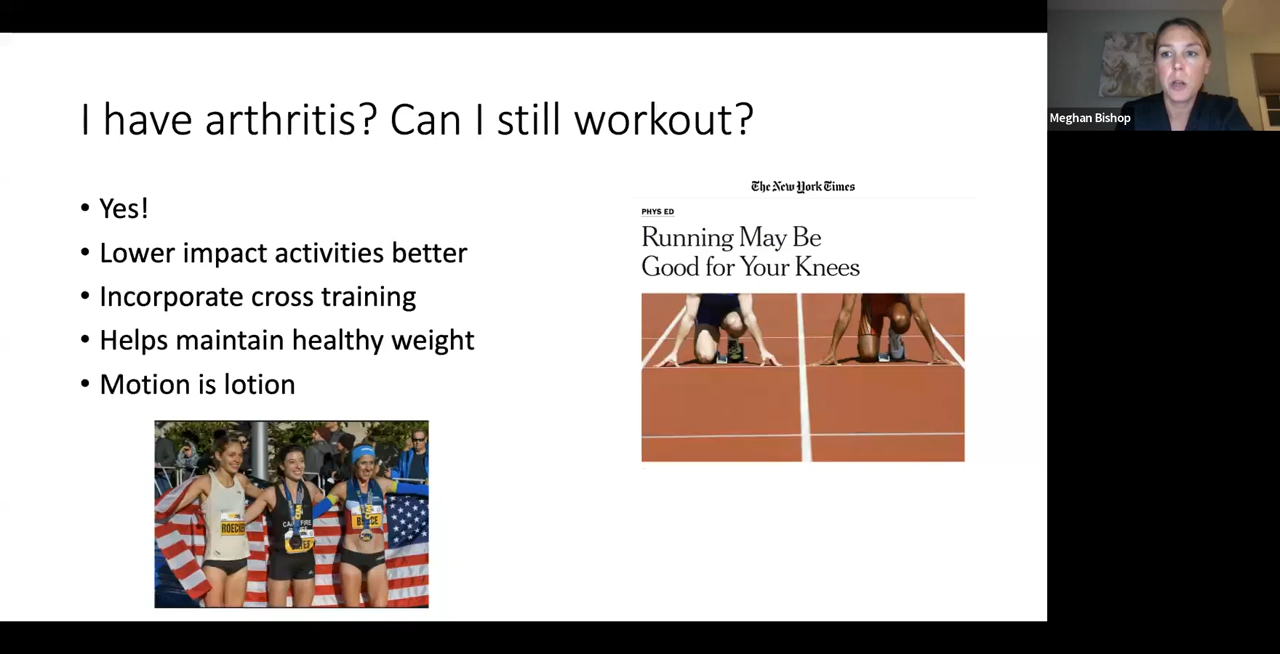 I have arthritis? Can I still workout?
• Yes!
• Lower impact activities better
• Incorporate cross training
• Helps maintain healthy weight
• Motion is lotion
The New York Times
PHYS ED
Running May Be
Good for Your Knees
Meghan Bishop